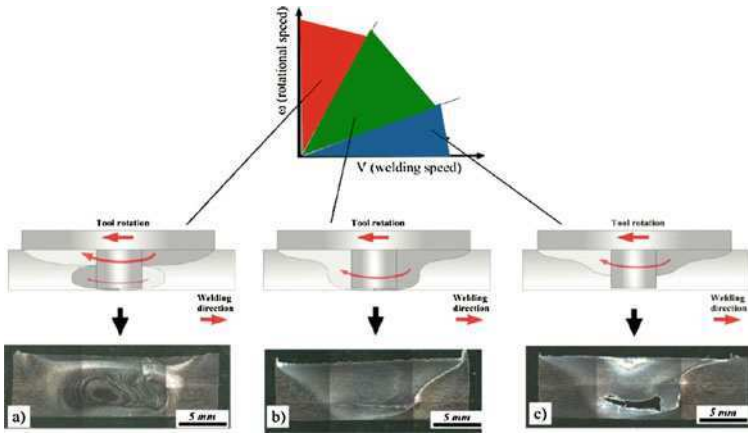 ω (rotational speed)
V (welding speed)
Tool rotation
Tool rotation
Tool rotation
Welding
direction
Welding
direction
Welding
direction
a)
5 mm
b)
5 mm
c)
5 mm